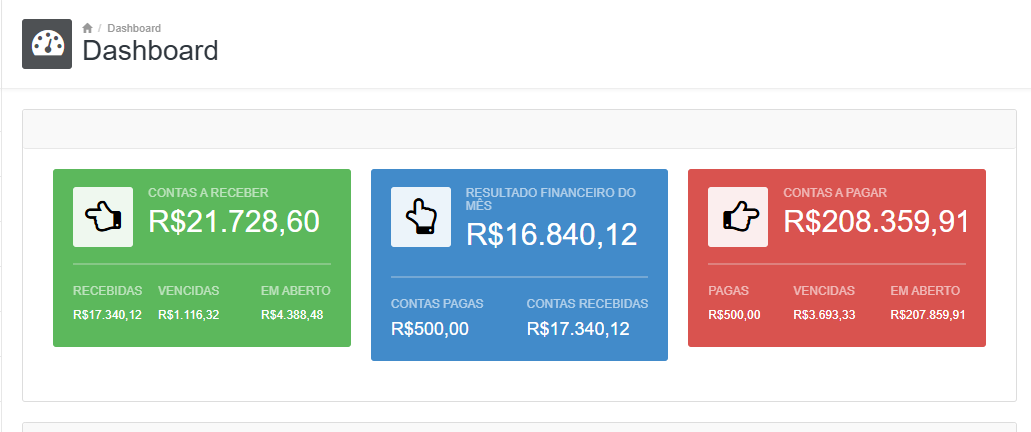 / Dashboard
Dashboard
CONTAS A RECEBER
R$21.728,60
RECEBIDAS VENCIDAS EM ABERTO
R$17.340,12 R$1.116,32 R$4.388,48
RESULTADO FINANCEIRO DO
MÊS
R$16.840,12
CONTAS PAGAS CONTAS RECEBIDAS
R$500,00 R$17.340,12
CONTAS A PAGAR
R$208.359,91
PAGAS VENCIDAS EM ABERTO
R$500,00 R$3.693,33 R$207.859,91